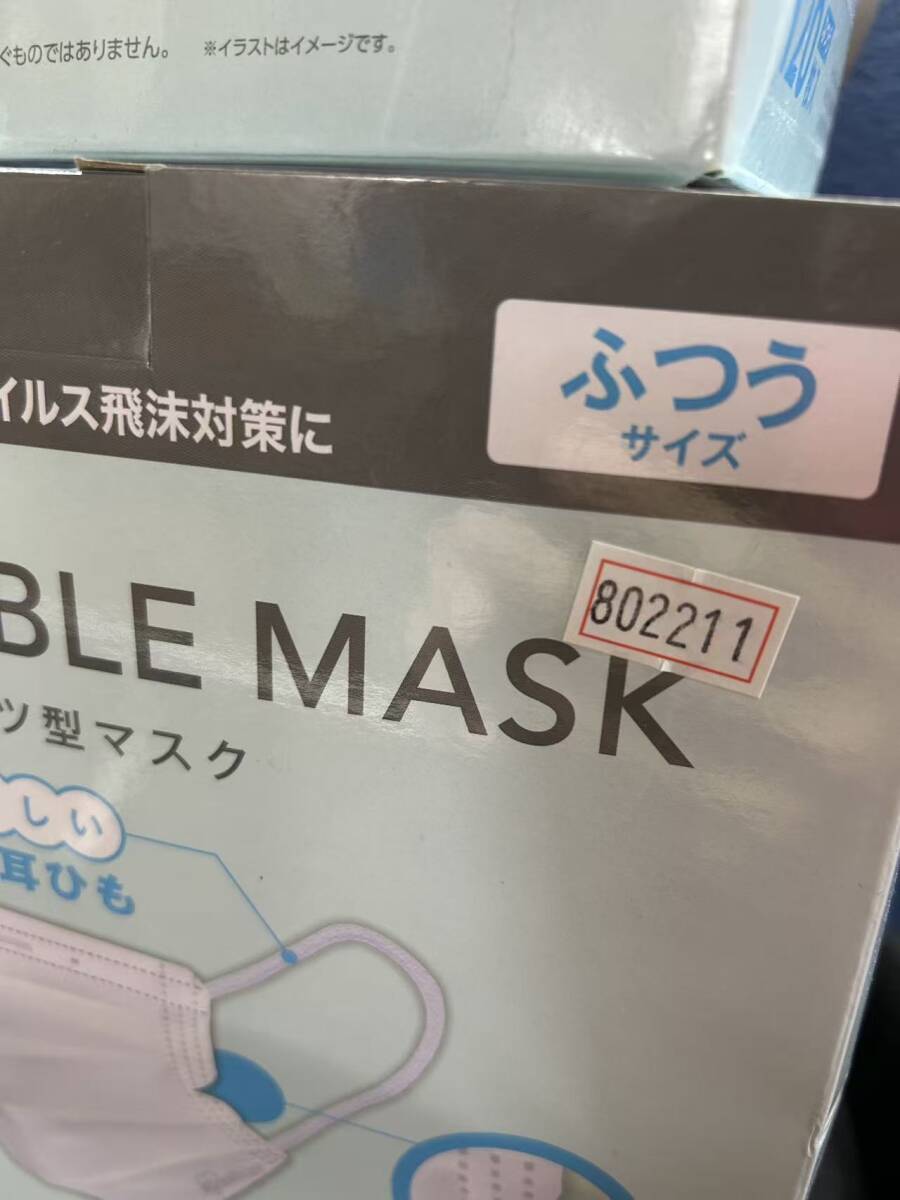 ぐものではありません。 ※イラストはイメージです。
120
ふつう
サイズ
イルス飛沫対策に
802211
BLE MASK
ツ型マスク
しい
耳ひも